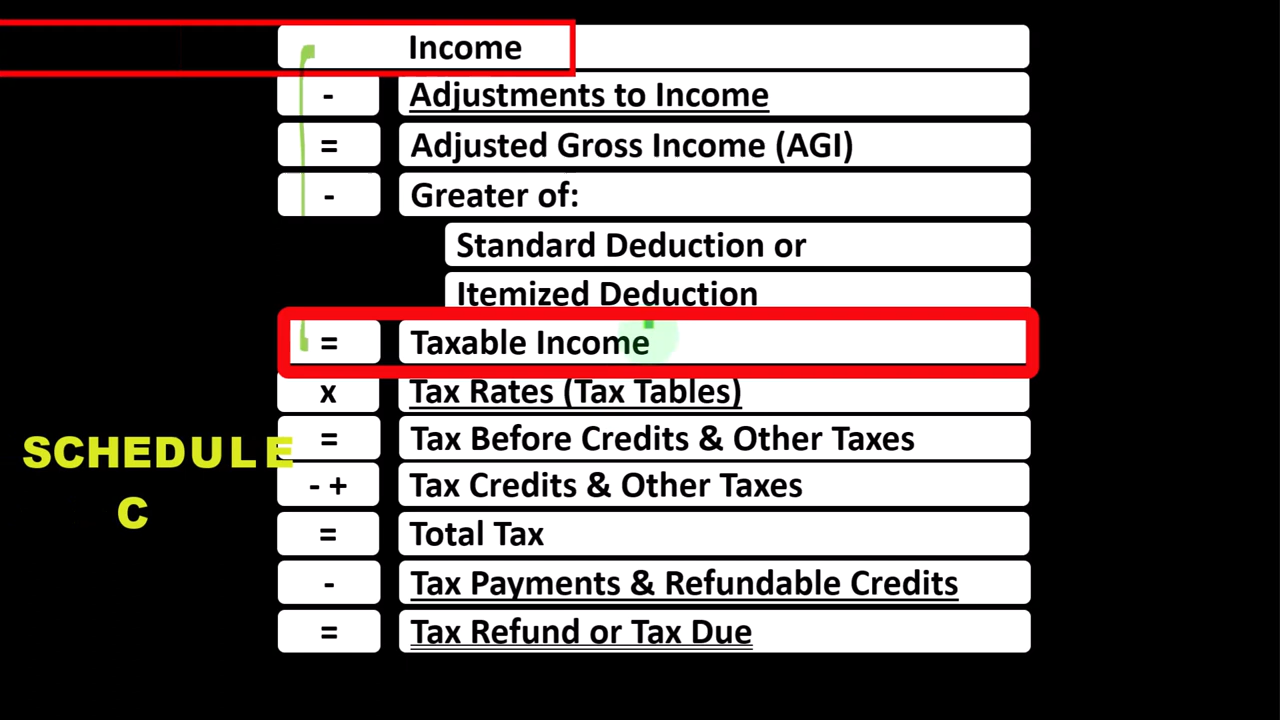 Income
- Adjustments to Income
= Adjusted Gross Income (AGI)
- Greater of:
Standard Deduction or
Itemized Deduction
= Taxable Income
x Tax Rates (Tax Tables)
= Tax Before Credits & Other Taxes
- + Tax Credits & Other Taxes
= Total Tax
- Tax Payments & Refundable Credits
= Tax Refund or Tax Due
SCHEDULE
C